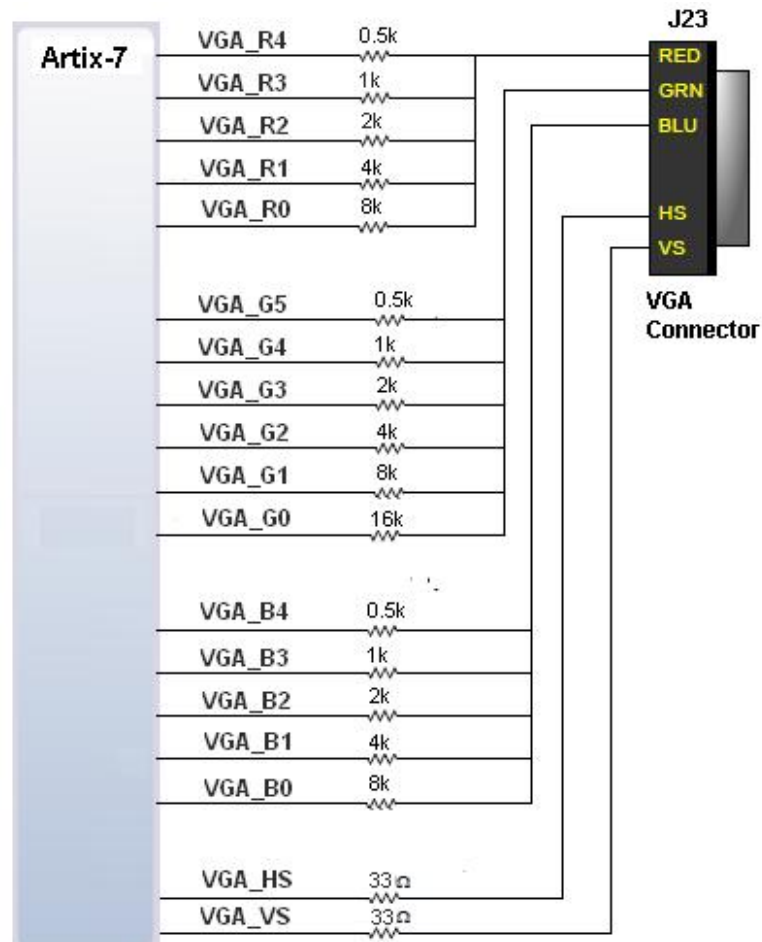 J23
Artix-7
VGA_R4 0.5k
RED
VGA_R3 1k
GRN
VGA_R2 2k
BLU
VGA_R1 4k
VGA_R0 8k
HS
VS
VGA
Connector
VGA_G5 0.5k
VGA_G4 1k
VGA_G3 2k
VGA_G2 4k
VGA_G1 8k
VGA_G0 16k
VGA_B4 0.5k
VGA_B3 1k
VGA_B2 2k
VGA_B1 4k
VGA_B0 8k
VGA_HS 33Ω
VGA_VS 33Ω